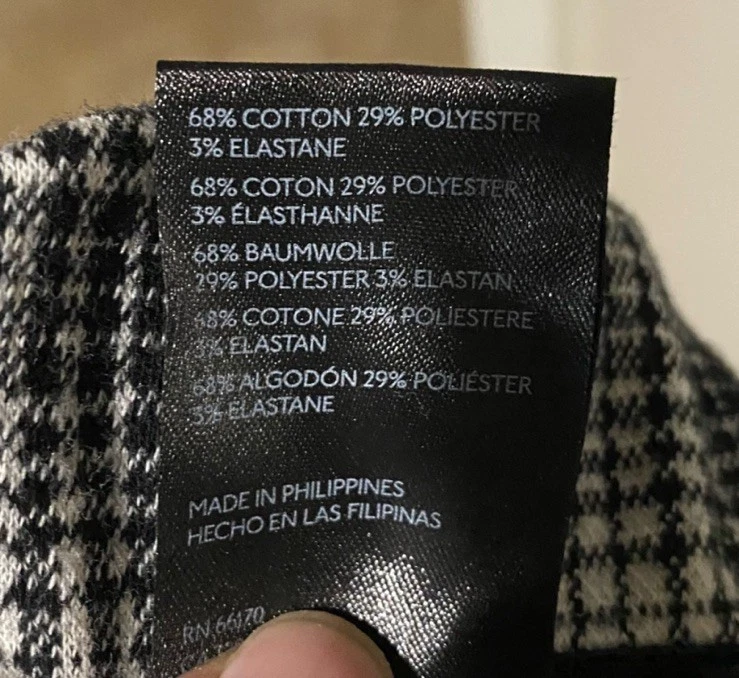 68% COTTON 29% POLYESTER
3% ELASTANE
68% COTON 29% POLYESTER
3% ÉLASTHANNE
68% BAUMWOLLE
29% POLYESTER 3% ELASTAN
68% COTONE 29% POLIESTERE
3% ELASTAN
68% ALGODÓN 29% POLIÉSTER
3% ELASTANE
MADE IN PHILIPPINES
HECHO EN LAS FILIPINAS
RN 66170